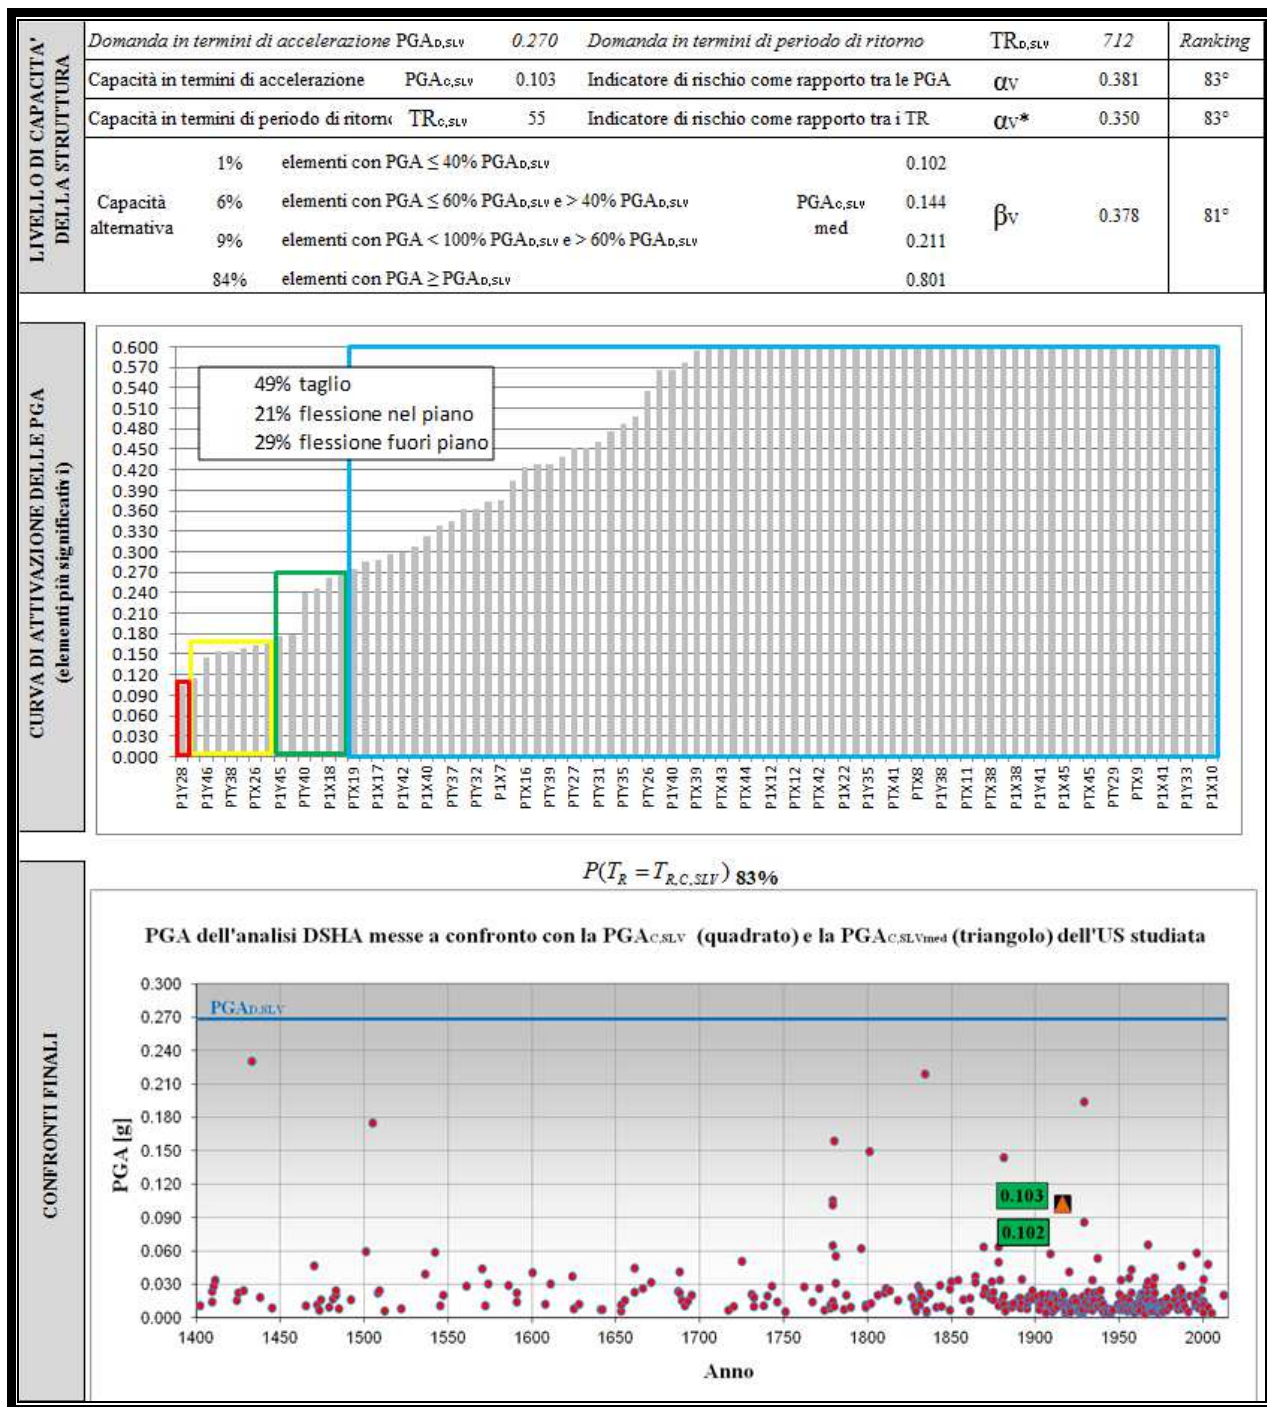 LIVELLO DI CAPACITA'
DELLA STRUTTURA
Domanda in termini di accelerazione PGAD,SLV 0.270 Domanda in termini di periodo di ritorno TRD,SLV 712 Ranking
Capacità in termini di accelerazione PGAC,SLV 0.103 Indicatore di rischio come rapporto tra le PGA αV 0.381 83°
Capacità in termini di periodo di ritorno TRC,SLV 55 Indicatore di rischio come rapporto tra i TR αV* 0.350 83°
Capacità
alternativa
1% elementi con PGA ≤ 40% PGAD,SLV 0.102
6% elementi con PGA ≤ 60% PGAD,SLV e > 40% PGAD,SLV 0.144
9% elementi con PGA < 100% PGAD,SLV e > 60% PGAD,SLV 0.211
84% elementi con PGA ≥ PGAD,SLV 0.801
PGAC,SLV
med
βV 0.378 81°
CURVA DI ATTIVAZIONE DELLE PGA
(elementi più significativi)
0.600
0.570
0.540
0.510
0.480
0.450
0.420
0.390
0.360
0.330
0.300
0.270
0.240
0.210
0.180
0.150
0.120
0.090
0.060
0.030
0.000
49% taglio
21% flessione nel piano
29% flessione fuori piano
P1Y28 P1Y46 PTY38 PTX26 P1Y45 PTY40 P1X18 PTX19 P1X17 P1Y42 P1X40 PTY37 PTY32 P1X7 PTX16 PTY39 PTY27 PTY31 PTY35 PTY26 P1Y40 PTX39 PTX43 PTX44 P1X12 PTX12 PTX42 P1X22 P1Y35 PTX41 PTX8 P1Y38 PTX11 PTX38 P1X38 P1Y41 P1X45 PTX45 PTY29 PTX9 P1X41 P1Y33 P1X10
CONFRONTI FINALI
P(TR = TR,C,SLV) 83%
PGA dell'analisi DSHA messe a confronto con la PGAC,SLV (quadrato) e la PGAC,SLVmed (triangolo) dell'US studiata
PGA [g]
0.300
0.270
0.240
0.210
0.180
0.150
0.120
0.090
0.060
0.030
0.000
PGAD,SLV
0.103
0.102
1400 1450 1500 1550 1600 1650 1700 1750 1800 1850 1900 1950 2000
Anno